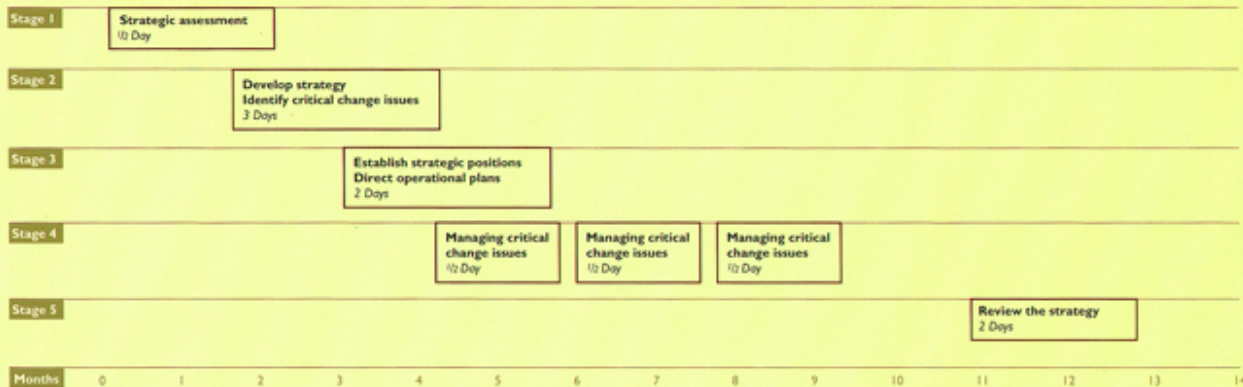 Stage 1
Strategic assessment
1/2 Day
Stage 2
Develop strategy
Identify critical change issues
3 Days
Stage 3
Establish strategic positions
Direct operational plans
2 Days
Stage 4
Managing critical
change issues
1/2 Day
Managing critical
change issues
1/2 Day
Managing critical
change issues
1/2 Day
Stage 5
Review the strategy
2 Days
Months 0 1 2 3 4 5 6 7 8 9 10 11 12 13 14